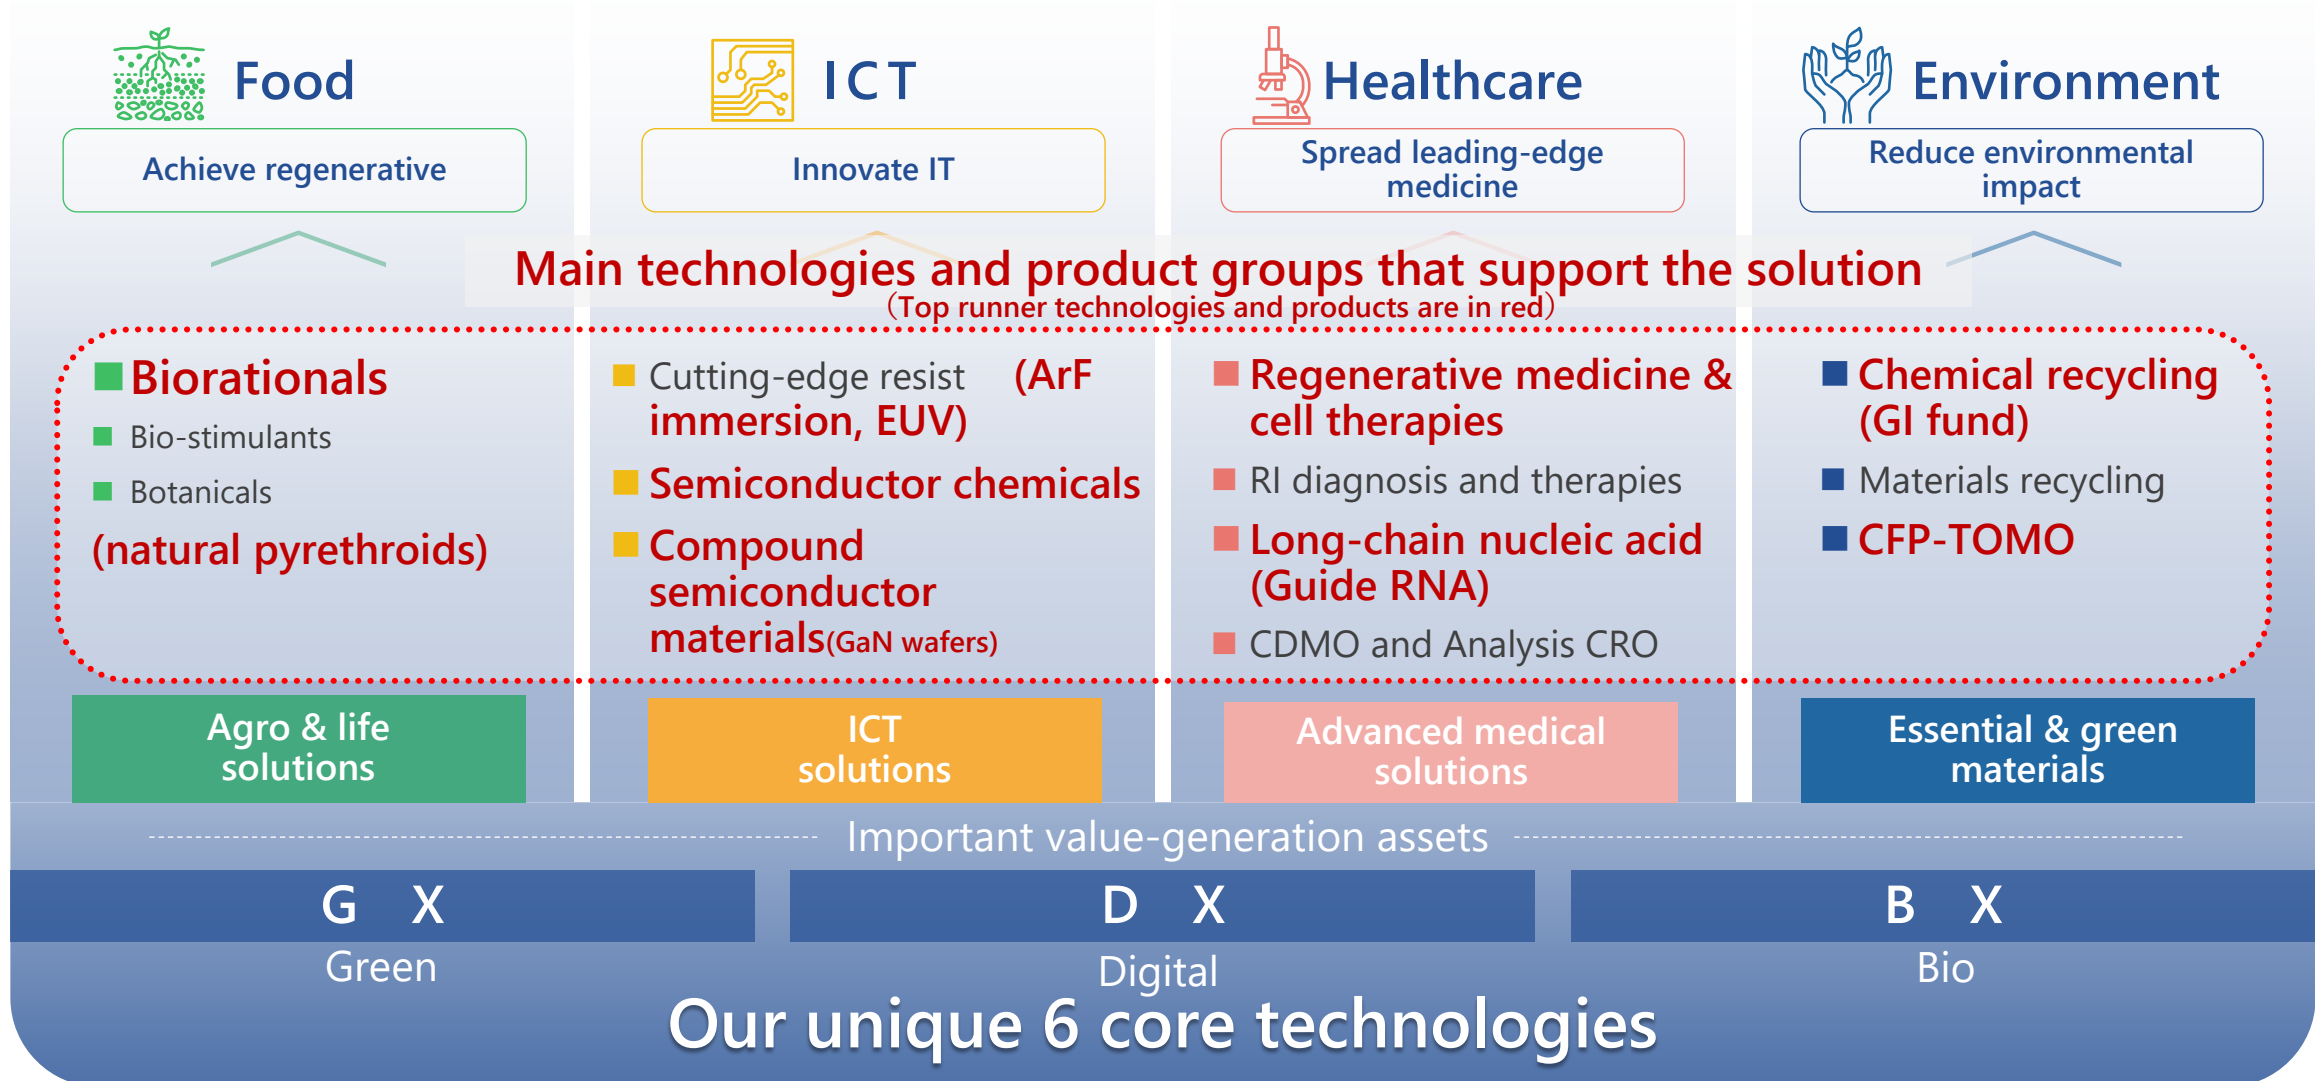 Food
Achieve regenerative
ICT
Innovate IT
Healthcare
Spread leading-edge
medicine
Environment
Reduce environmental
impact
Main technologies and product groups that support the solution
（Top runner technologies and products are in red）
Biorationals
Bio-stimulants
Botanicals
(natural pyrethroids)
Cutting-edge resist (ArF
immersion, EUV)
Semiconductor chemicals
Compound
semiconductor
materials(GaN wafers)
Regenerative medicine &
cell therapies
RI diagnosis and therapies
Long-chain nucleic acid
(Guide RNA)
CDMO and Analysis CRO
Chemical recycling
(GI fund)
Materials recycling
CFP-TOMO
Agro & life
solutions
ICT
solutions
Advanced medical
solutions
Essential & green
materials
Important value-generation assets
G X
D X
B X
Green
Digital
Bio
Our unique 6 core technologies